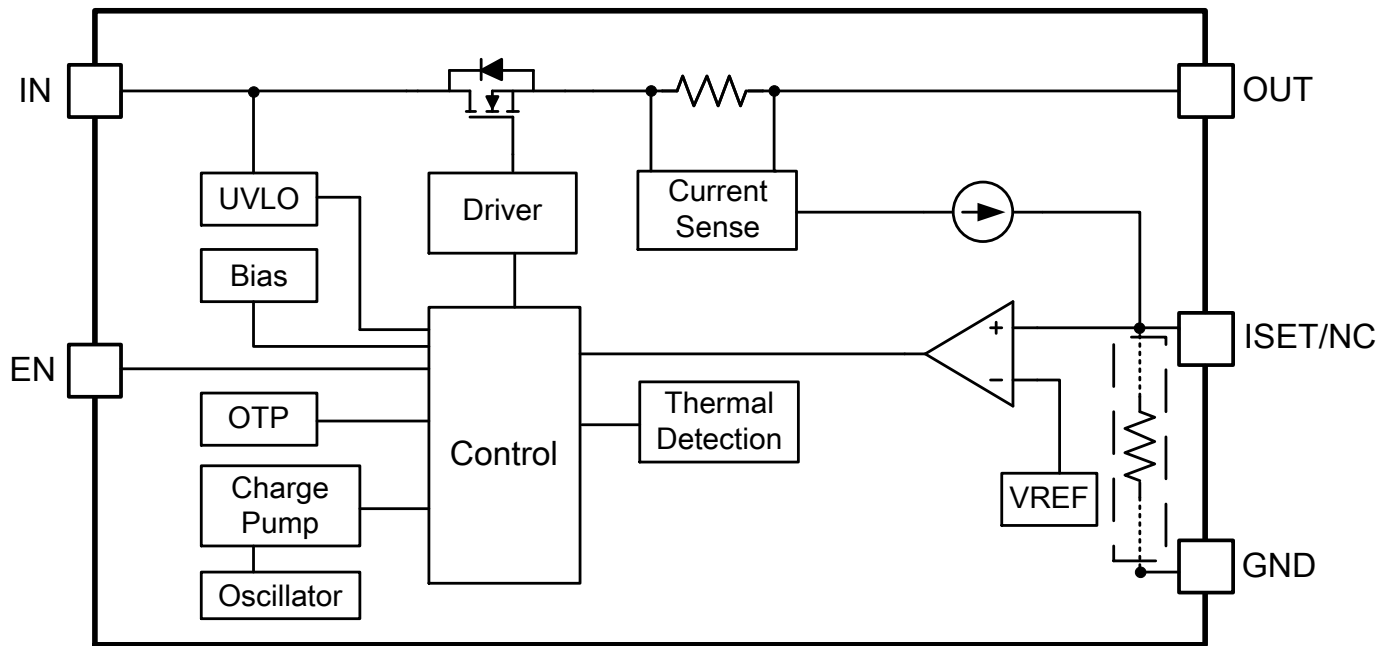 IN
OUT
UVLO
Driver
Current
Sense
Bias
+
ISET/NC
EN
−
OTP
Thermal
Detection
Control
Charge
Pump
VREF
GND
Oscillator